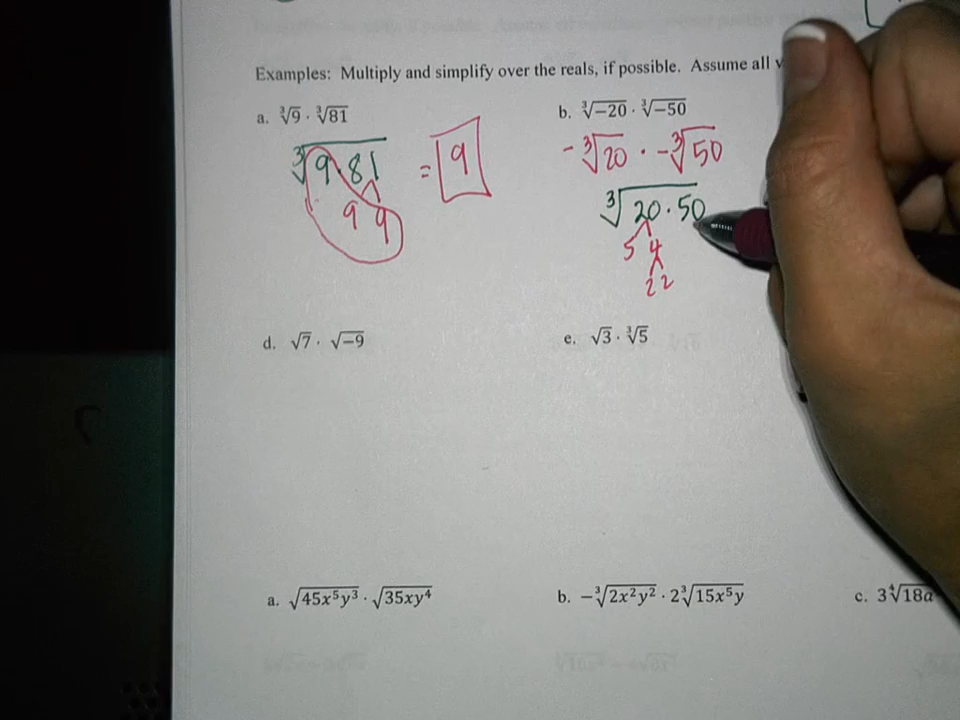 Examples: Multiply and simplify over the reals, if possible. Assume all
a. ∛9 · ∛81
∛(9·81) = 9
9 9
b. ∛−20 · ∛−50
-∛20 · -∛50
∛(20·50)
5 4
2 2
d. √7 · √−9
e. √3 · ∛5
a. √(45x⁵y³) · √(35xy⁴)
b. −∛(2x²y²) · 2∛(15x⁵y)
c. 3∜18a